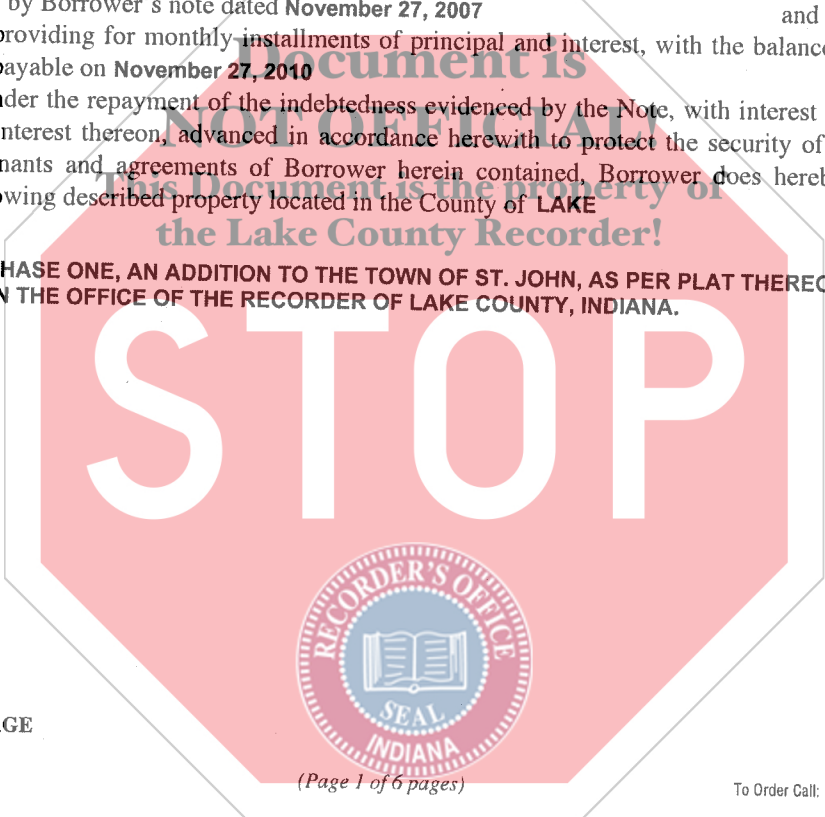 by Borrower's note dated November 27, 2007 and
providing for monthly installments of principal and interest, with the balance
payable on November 27, 2010
Document is
nder the repayment of the indebtedness evidenced by the Note, with interest
NOT OFFICIAL!
nterest thereon, advanced in accordance herewith to protect the security of
nants and agreements of Borrower herein contained, Borrower does hereb
This Document is the property of
owing described property located in the County of LAKE
the Lake County Recorder!
HASE ONE, AN ADDITION TO THE TOWN OF ST. JOHN, AS PER PLAT THEREO
N THE OFFICE OF THE RECORDER OF LAKE COUNTY, INDIANA.
STOP
RECORDER'S OFFICE
SEAL
INDIANA
GE
(Page 1 of 6 pages)
To Order Call: